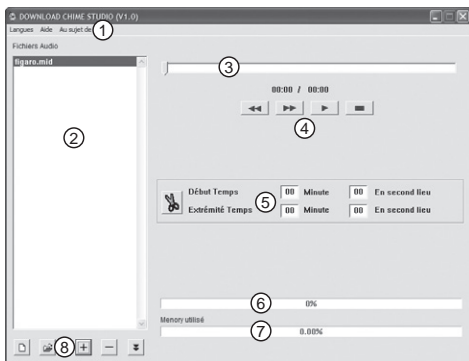 DOWNLOAD CHIME STUDIO (V1.0)
Langues Aide Au sujet de 1
Fichiers Audio
figaro.mid
2
3
00:00 / 00:00
4
Début Temps 00 Minute 00 En second lieu
5
Extrémité Temps 00 Minute 00 En second lieu
6 0%
Menory utilisé
7 0.00%
8